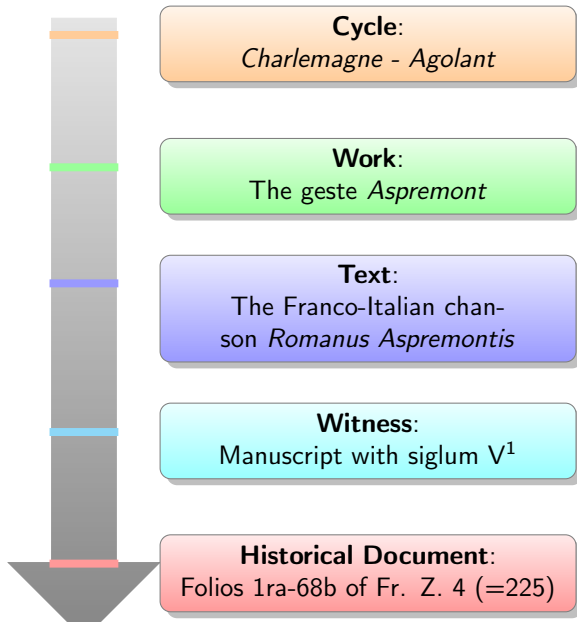 Cycle:
Charlemagne - Agolant
Work:
The geste Aspremont
Text:
The Franco-Italian chan-
son Romanus Aspremontis
Witness:
Manuscript with siglum V¹
Historical Document:
Folios 1ra-68b of Fr. Z. 4 (=225)